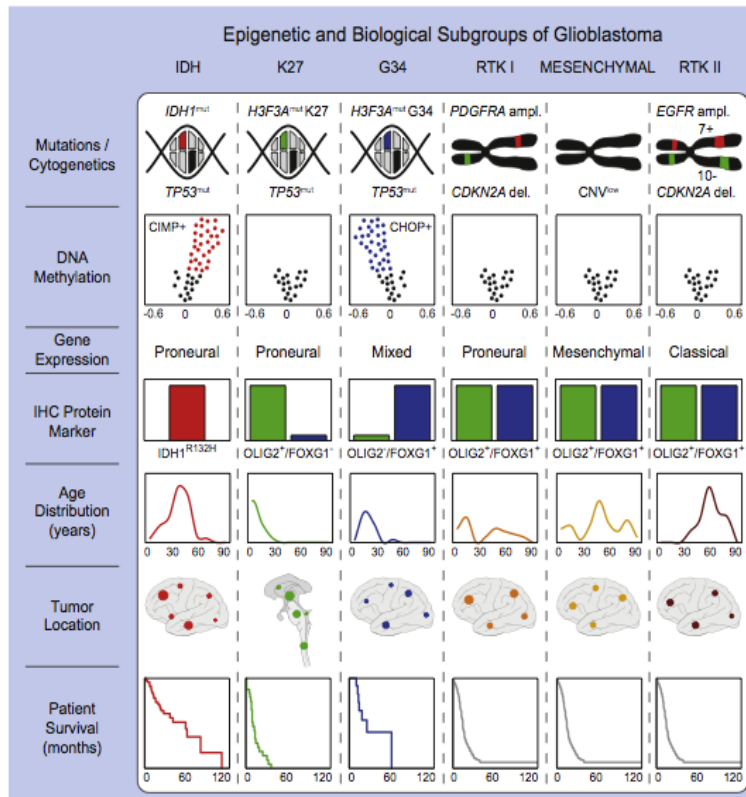 Epigenetic and Biological Subgroups of Glioblastoma
IDH K27 G34 RTK I MESENCHYMAL RTK II
Mutations /
Cytogenetics
IDH1mut H3F3Amut K27 H3F3Amut G34 PDGFRA ampl. EGFR ampl.
7+
10-
TP53mut TP53mut TP53mut CDKN2A del. CNVlow CDKN2A del.
DNA
Methylation
CIMP+ CHOP+
-0.6 0 0.6 -0.6 0 0.6 -0.6 0 0.6 -0.6 0 0.6 -0.6 0 0.6 -0.6 0 0.6
Gene
Expression
Proneural Proneural Mixed Proneural Mesenchymal Classical
IHC Protein
Marker
IDH1R132H OLIG2+/FOXG1- OLIG2-/FOXG1+ OLIG2+/FOXG1+ OLIG2+/FOXG1+ OLIG2+/FOXG1+
Age
Distribution
(years)
0 30 60 90 0 30 60 90 0 30 60 90 0 30 60 90 0 30 60 90 0 30 60 90
Tumor
Location
Patient
Survival
(months)
0 60 120 0 60 120 0 60 120 0 60 120 0 60 120 0 60 120